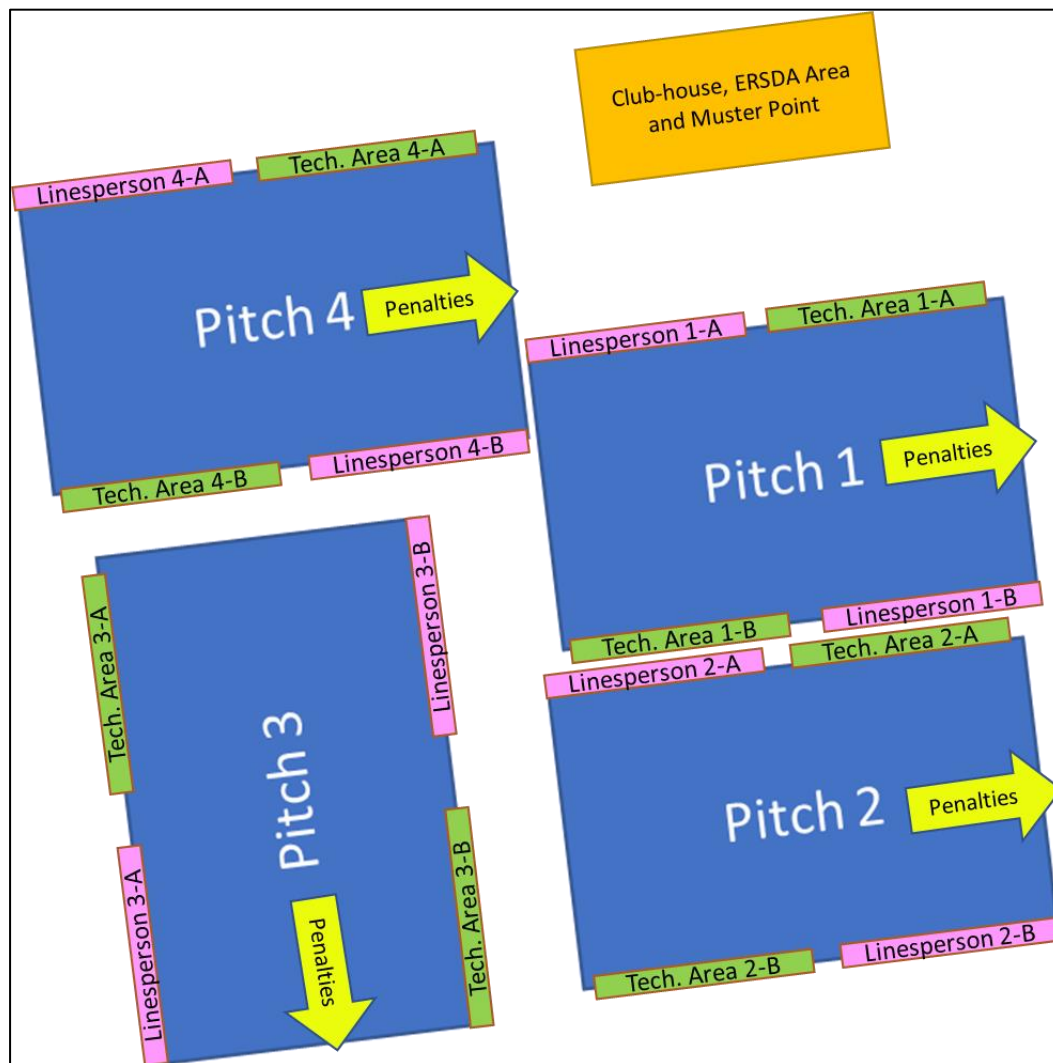 Club-house, ERSDA Area
and Muster Point
Linesperson 4-A
Tech. Area 4-A
Pitch 4
Penalties
Tech. Area 4-B
Linesperson 4-B
Linesperson 1-A
Tech. Area 1-A
Pitch 1
Penalties
Tech. Area 1-B
Linesperson 1-B
Tech. Area 3-A
Linesperson 3-B
Pitch 3
Linesperson 3-A
Tech. Area 3-B
Penalties
Linesperson 2-A
Tech. Area 2-A
Pitch 2
Penalties
Tech. Area 2-B
Linesperson 2-B